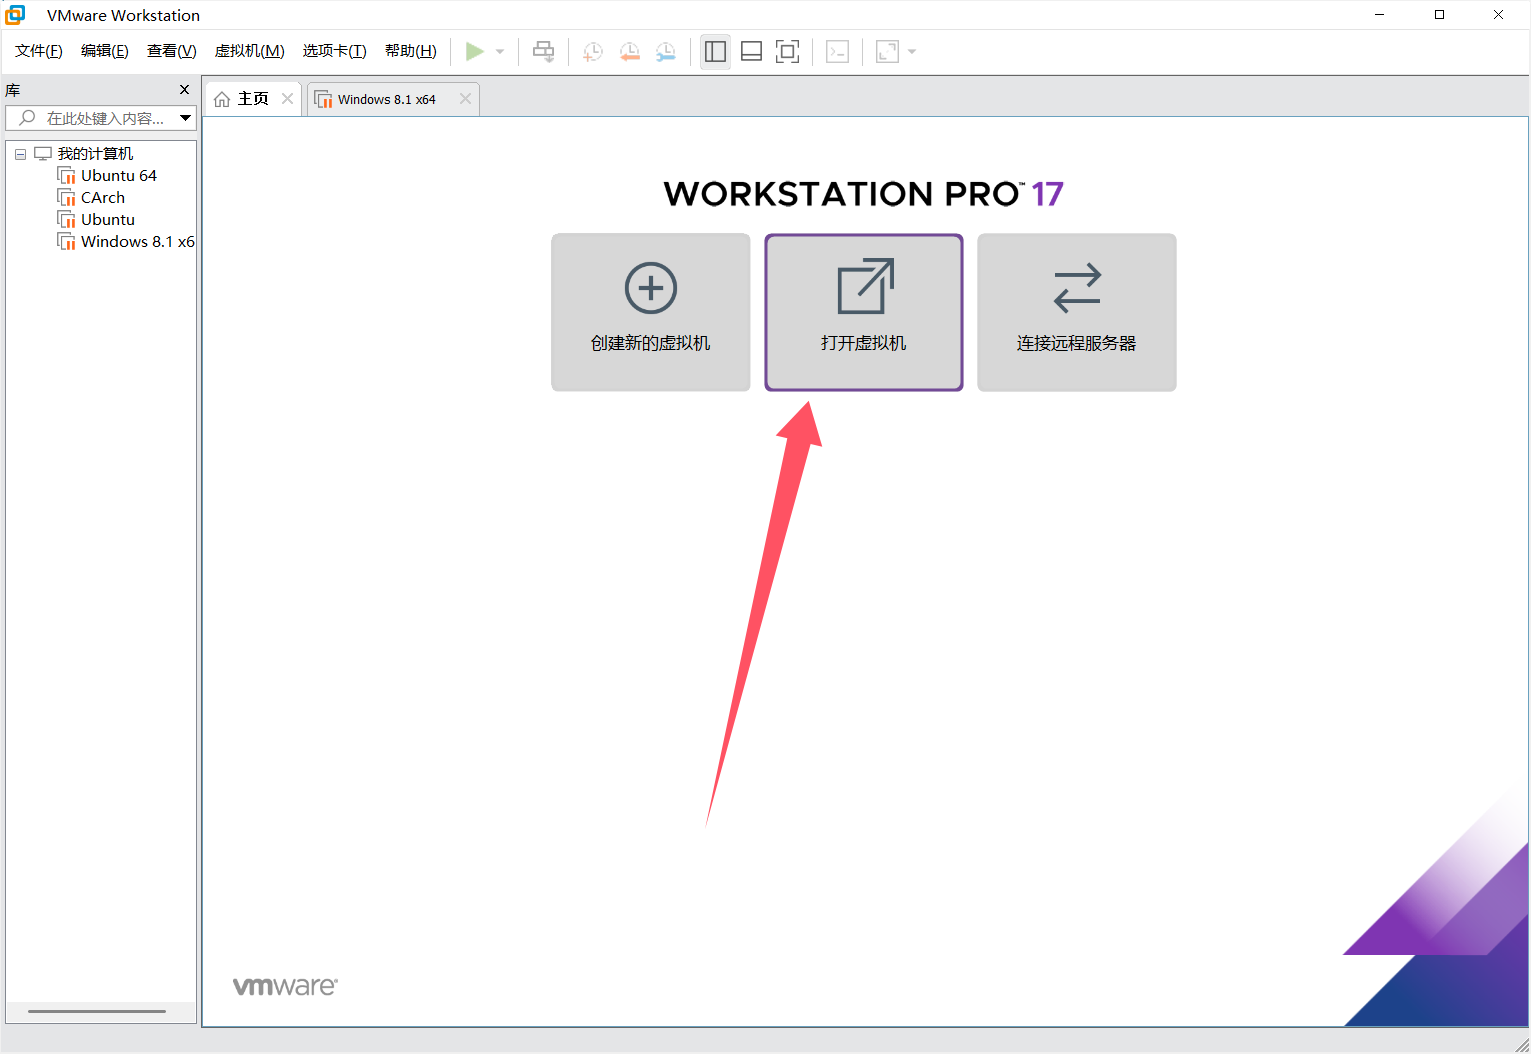 VMware Workstation
文件(F) 编辑(E) 查看(V) 虚拟机(M) 选项卡(T) 帮助(H)
库
在此处键入内容...
我的计算机
Ubuntu 64
CArch
Ubuntu
Windows 8.1 x6
主页
Windows 8.1 x64
WORKSTATION PRO™ 17
创建新的虚拟机
打开虚拟机
连接远程服务器
vmware®